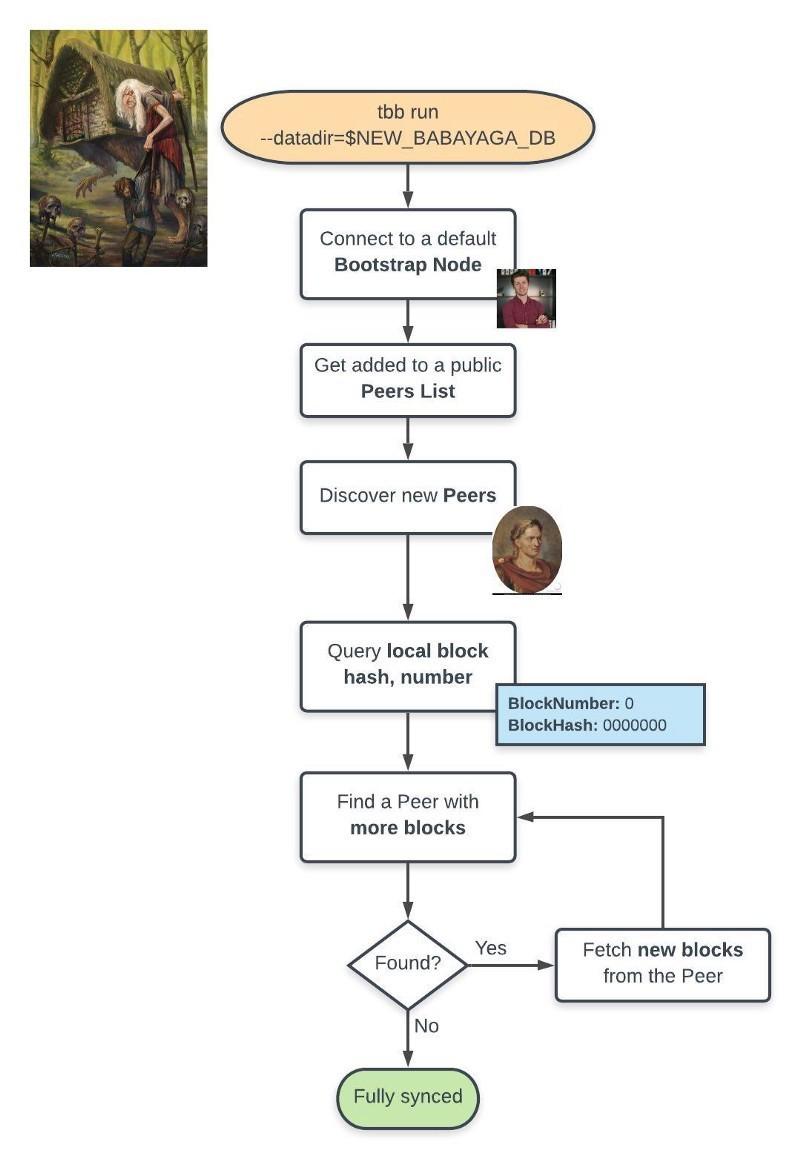 tbb run
--datadir=$NEW_BABAYAGA_DB
Connect to a default
Bootstrap Node
Get added to a public
Peers List
Discover new Peers
Query local block
hash, number
BlockNumber: 0
BlockHash: 0000000
Find a Peer with
more blocks
Found?
Yes
Fetch new blocks
from the Peer
No
Fully synced